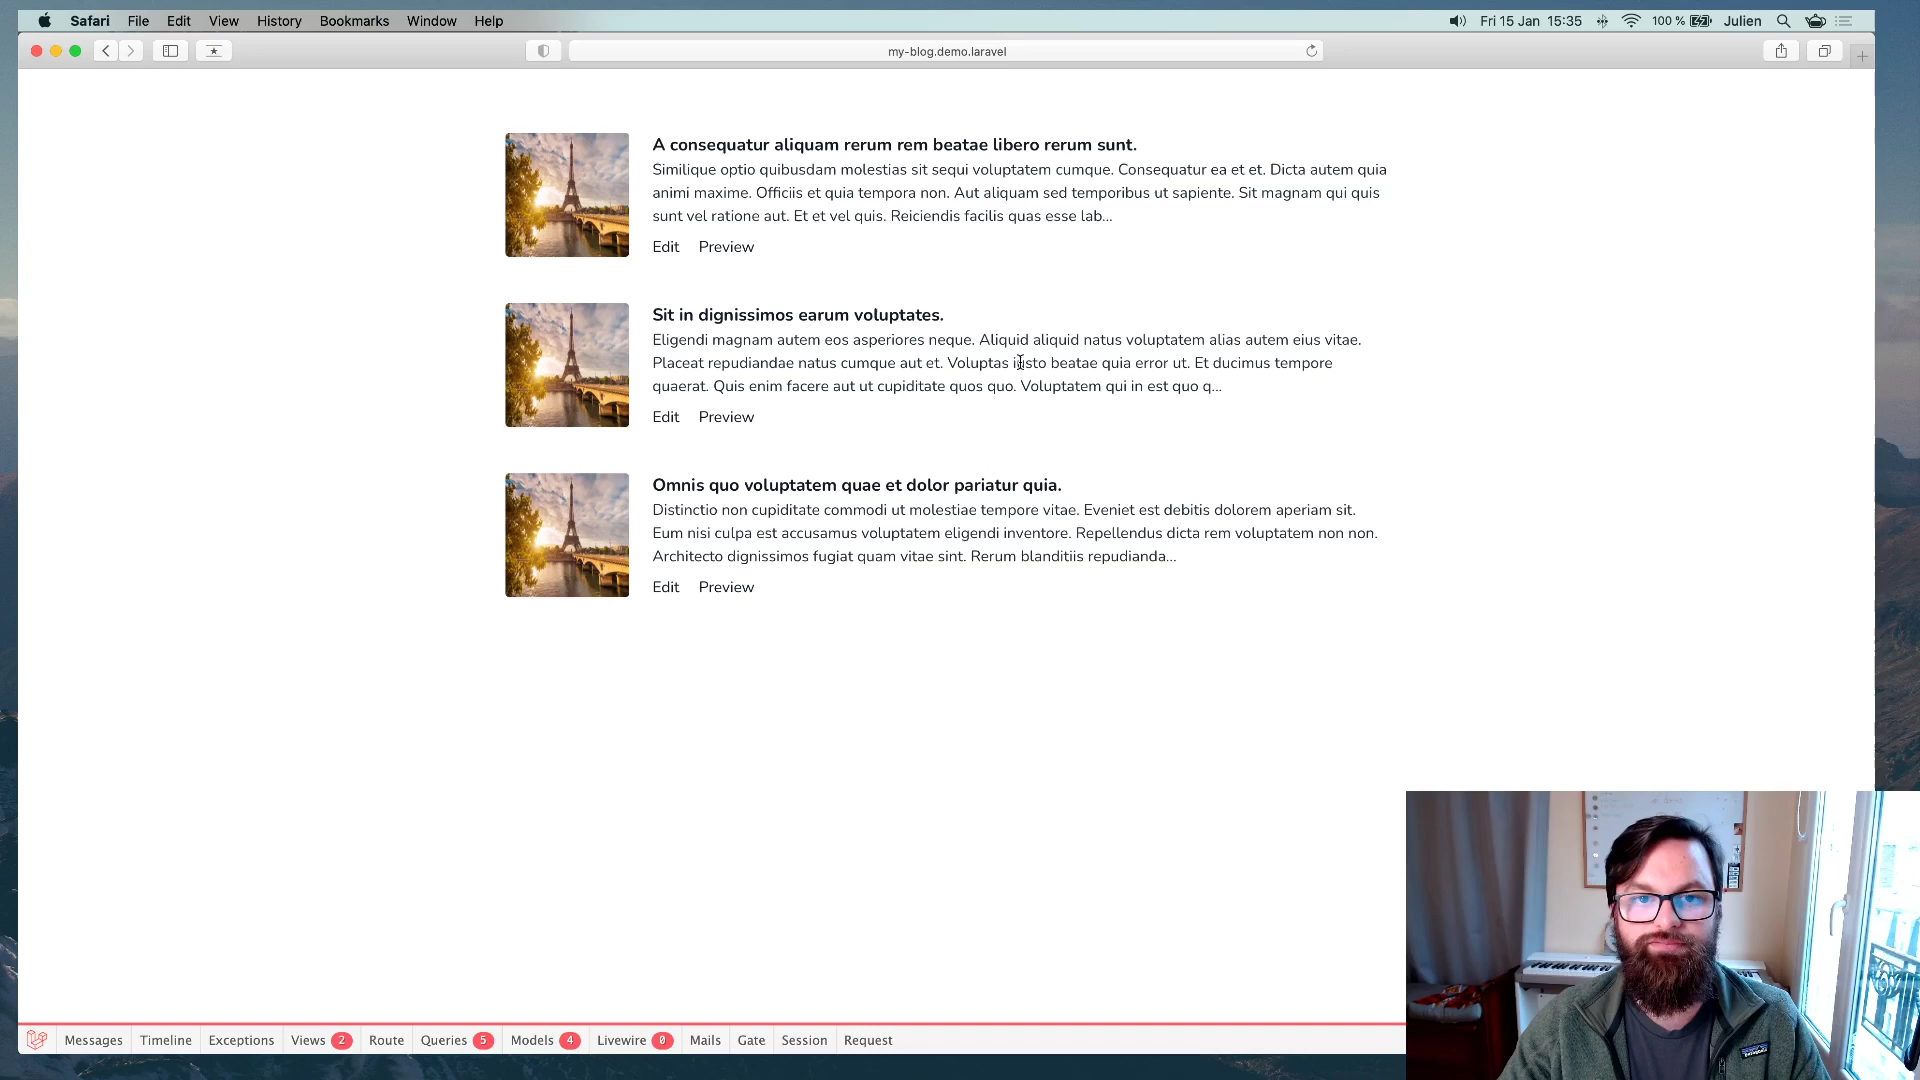 Safari File Edit View History Bookmarks Window Help
Fri 15 Jan 15:35 100 % Julien
my-blog.demo.laravel
A consequatur aliquam rerum rem beatae libero rerum sunt.
Similique optio quibusdam molestias sit sequi voluptatem cumque. Consequatur ea et et. Dicta autem quia
animi maxime. Officiis et quia tempora non. Aut aliquam sed temporibus ut sapiente. Sit magnam qui quis
sunt vel ratione aut. Et et vel quis. Reiciendis facilis quas esse lab...
Edit Preview
Sit in dignissimos earum voluptates.
Eligendi magnam autem eos asperiores neque. Aliquid aliquid natus voluptatem alias autem eius vitae.
Placeat repudiandae natus cumque aut et. Voluptas iusto beatae quia error ut. Et ducimus tempore
quaerat. Quis enim facere aut ut cupiditate quos quo. Voluptatem qui in est quo q...
Edit Preview
Omnis quo voluptatem quae et dolor pariatur quia.
Distinctio non cupiditate commodi ut molestiae tempore vitae. Eveniet est debitis dolorem aperiam sit.
Eum nisi culpa est accusamus voluptatem eligendi inventore. Repellendus dicta rem voluptatem non non.
Architecto dignissimos fugiat quam vitae sint. Rerum blanditiis repudianda...
Edit Preview
Messages Timeline Exceptions Views 2 Route Queries 5 Models 4 Livewire 0 Mails Gate Session Request
patagonia